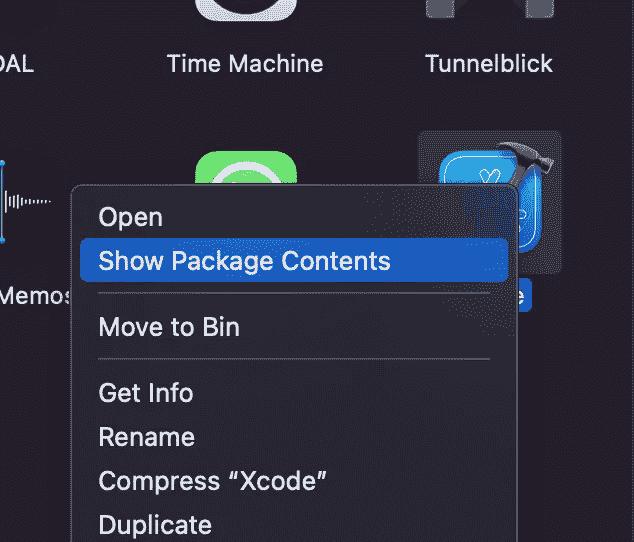 DAL
Time Machine
Tunnelblick
Memos
Open
Show Package Contents
e
Move to Bin
Get Info
Rename
Compress “Xcode”
Duplicate